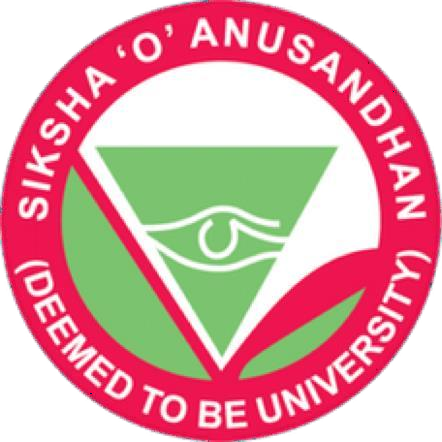 SIKSHA ‘O’ ANUSANDHAN
(DEEMED TO BE UNIVERSITY)